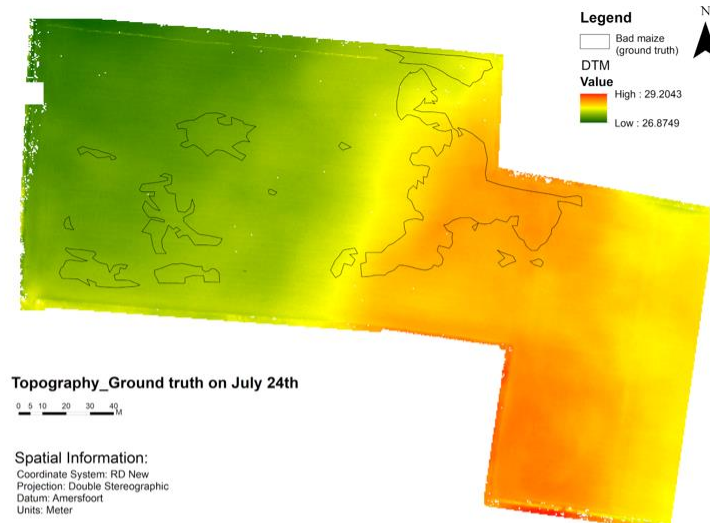 N
Legend
Bad maize
(ground truth)
DTM
Value
High : 29.2043
Low : 26.8749
Topography_Ground truth on July 24th
0 5 10 20 30 40
M
Spatial Information:
Coordinate System: RD New
Projection: Double Stereographic
Datum: Amersfoort
Units: Meter